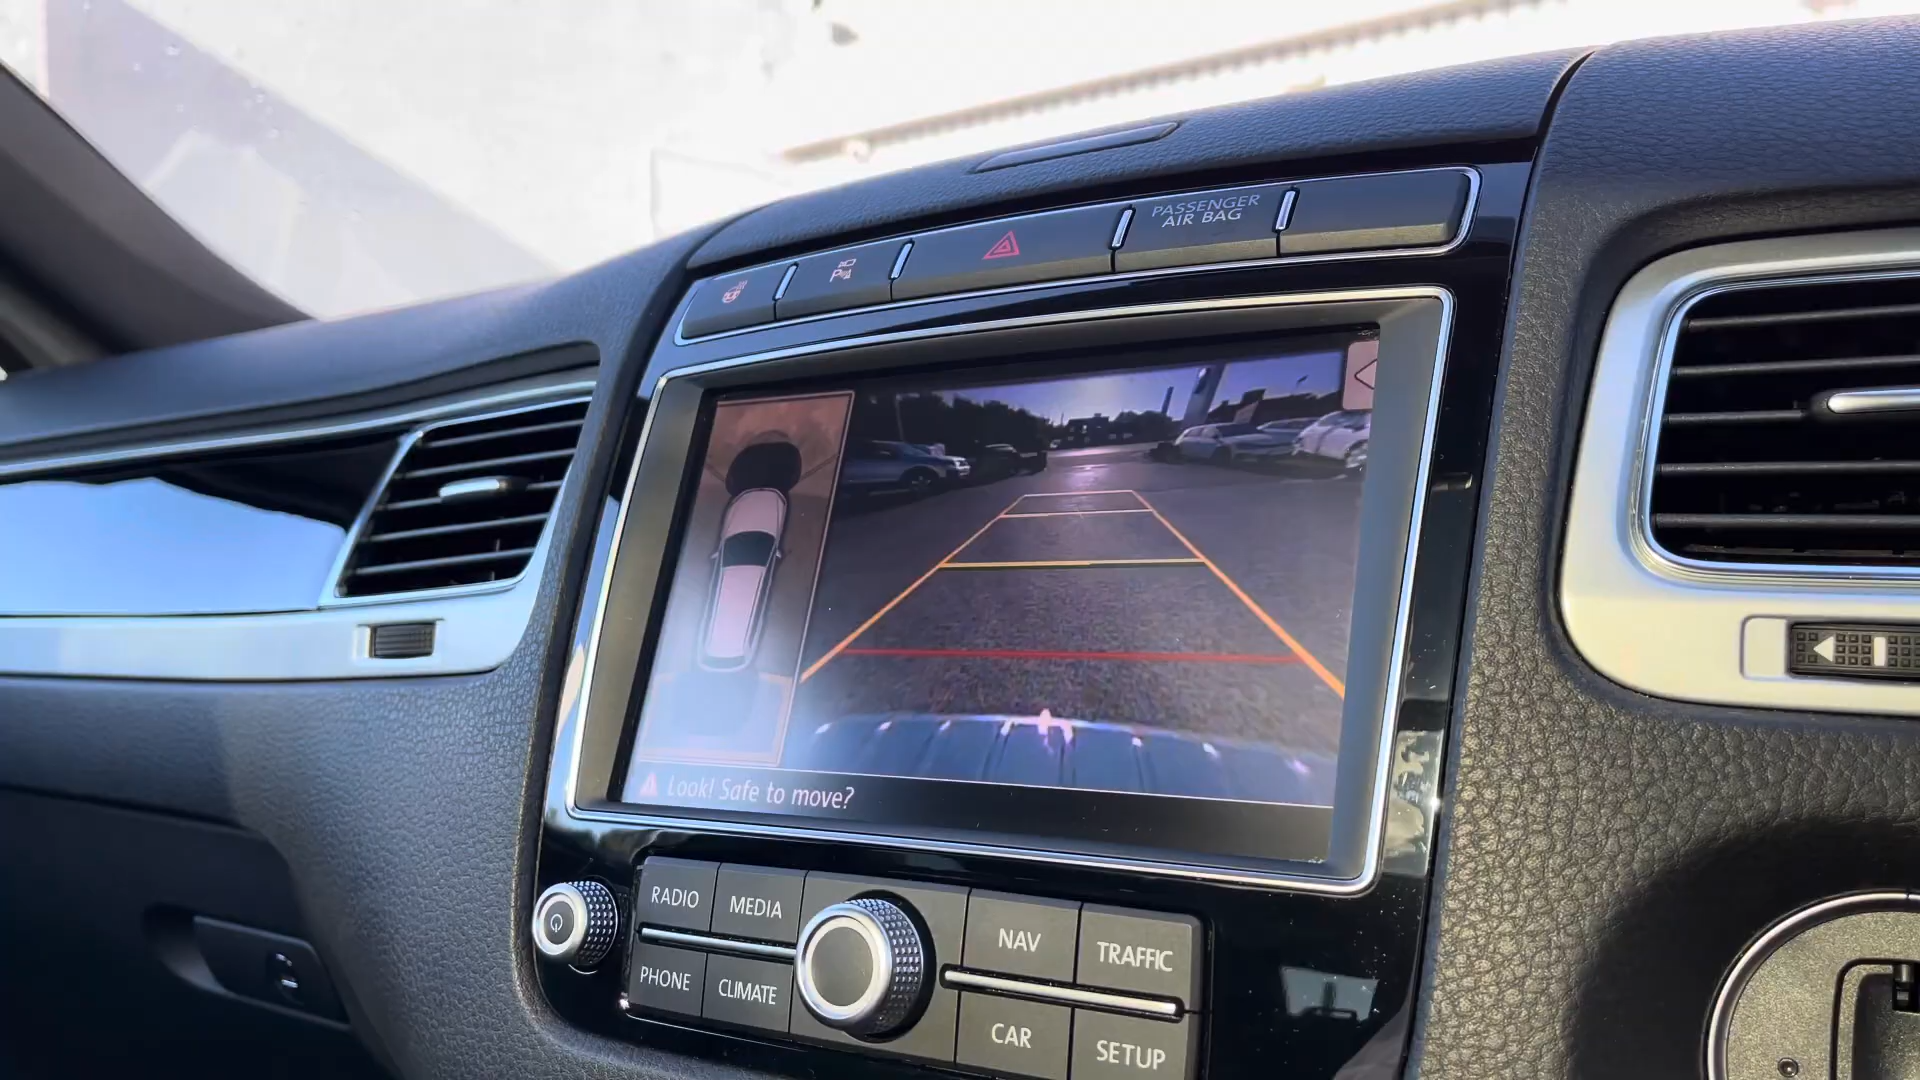 PASSENGER
AIR BAG
P
Look! Safe to move?
RADIO
MEDIA
NAV
TRAFFIC
PHONE
CLIMATE
CAR
SETUP